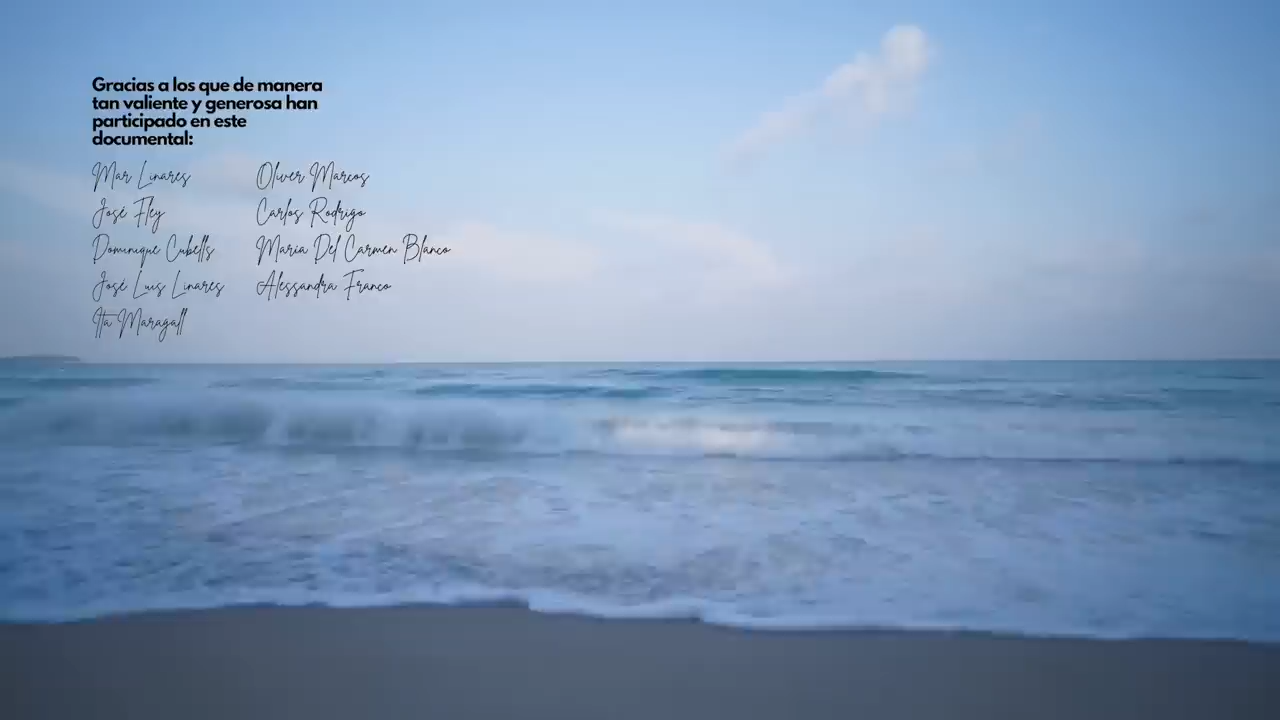 Gracias a los que de manera
tan valiente y generosa han
participado en este
documental:
Mar Linares
José Fley
Dominique Cubells
José Luis Linares
Ita Maragall
Oliver Marcos
Carlos Rodrigo
Maria Del Carmen Blanco
Alessandra Franco